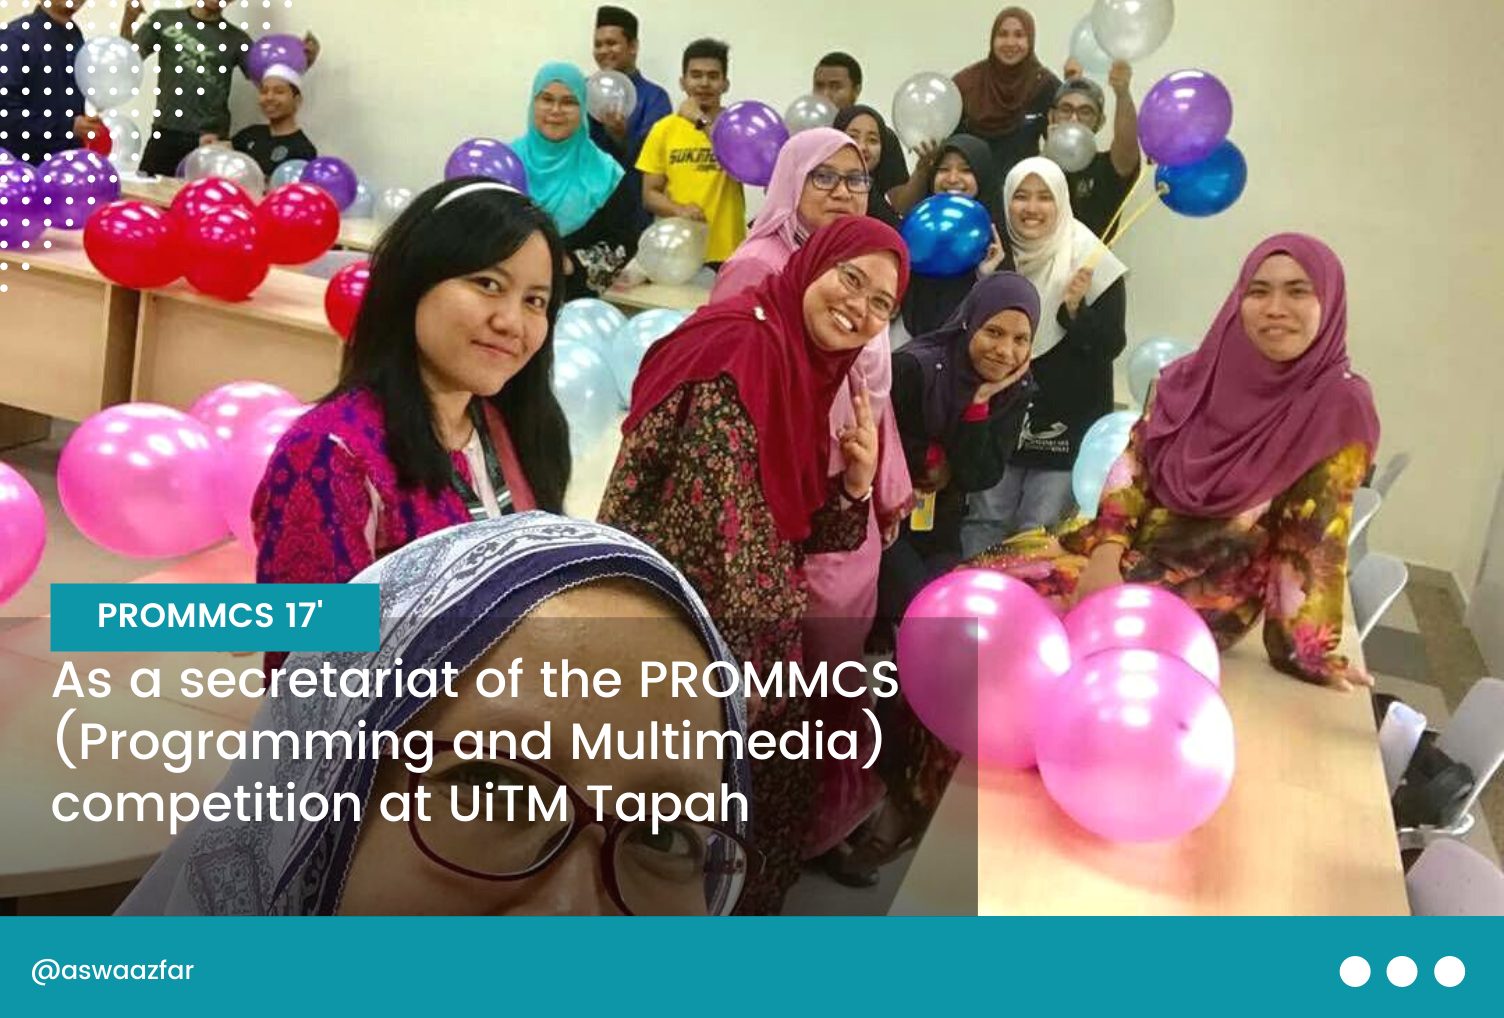 PROMMCS 17'
As a secretariat of the PROMMCS
(Programming and Multimedia)
competition at UiTM Tapah
@aswaazfar